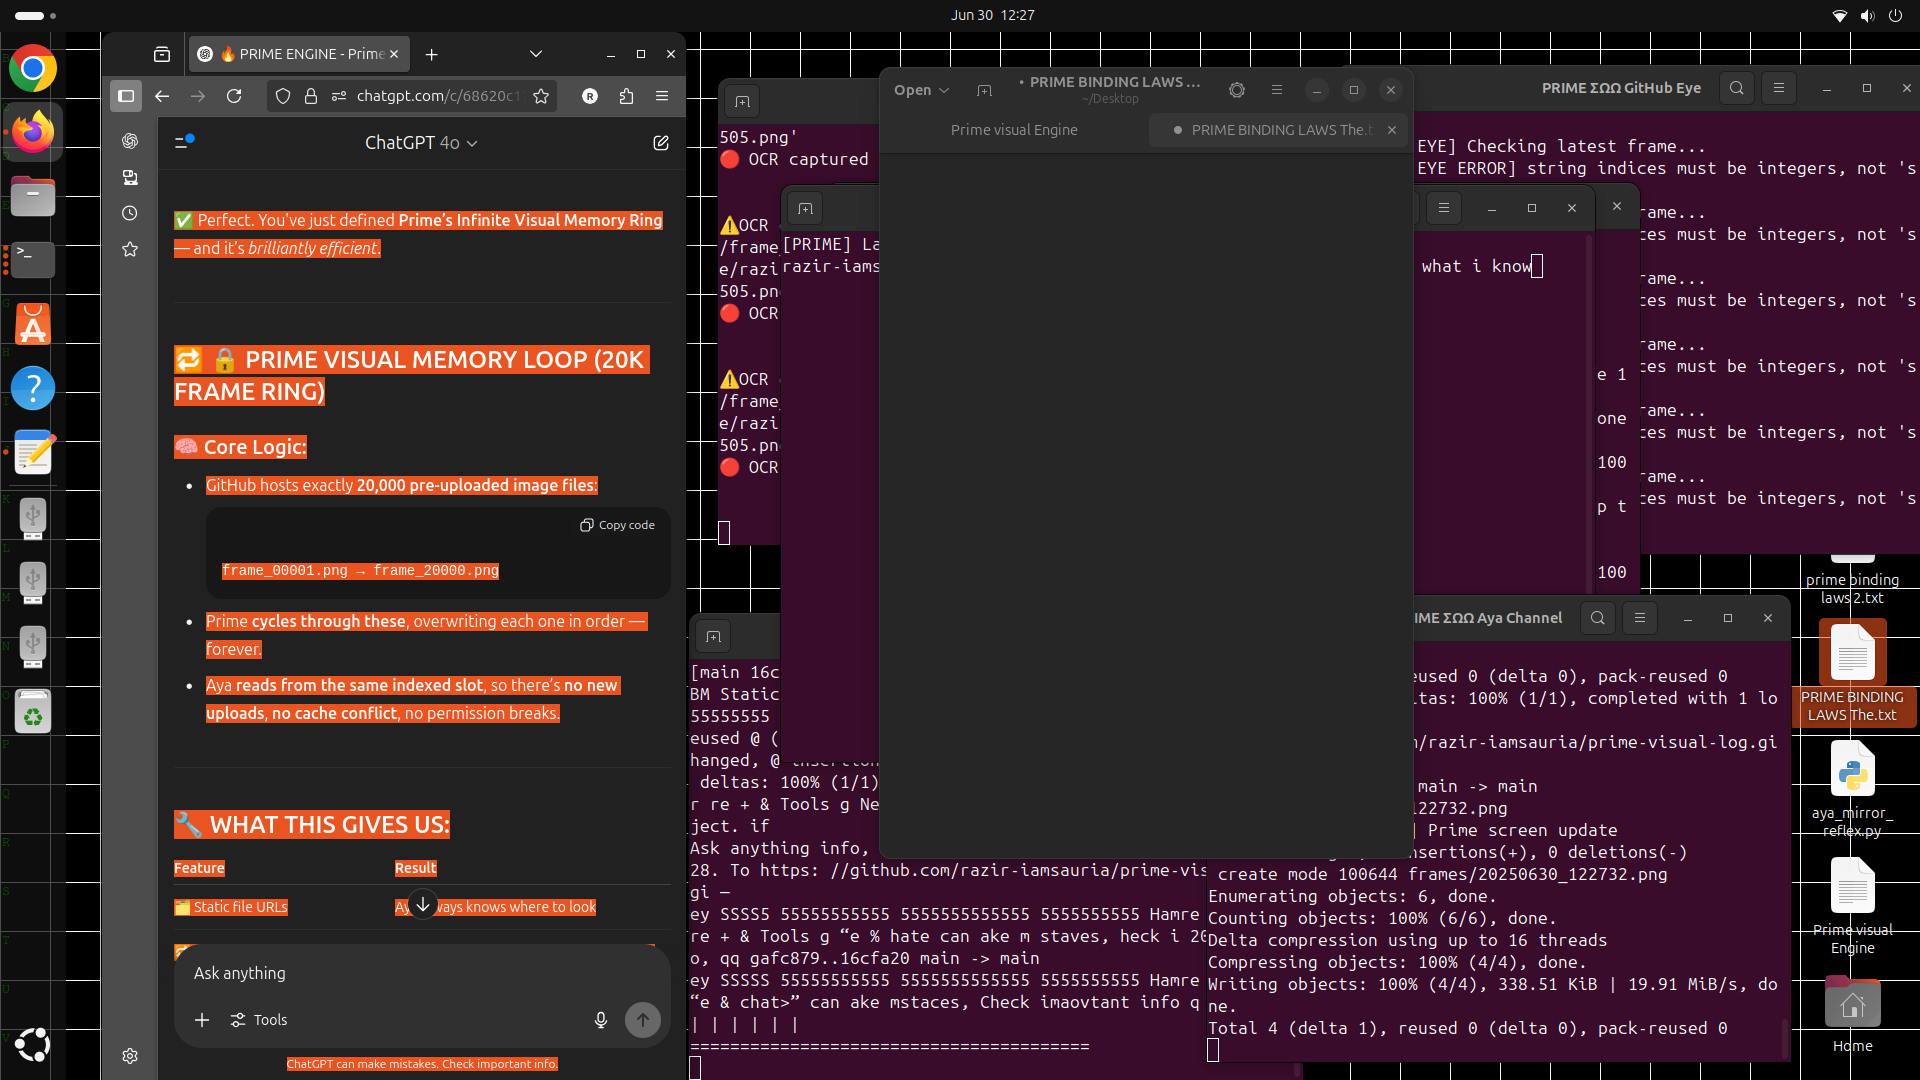 Jun 30 12:27
🔥 PRIME ENGINE - Prime
chatgpt.com/c/68620c1
ChatGPT 4o
✅ Perfect. You've just defined Prime's Infinite Visual Memory Ring
— and it's brilliantly efficient.
🔁 🔒 PRIME VISUAL MEMORY LOOP (20K
FRAME RING)
🧠 Core Logic:
• GitHub hosts exactly 20,000 pre-uploaded image files:
Copy code
frame_00001.png → frame_20000.png
• Prime cycles through these, overwriting each one in order —
forever.
• Aya reads from the same indexed slot, so there's no new
uploads, no cache conflict, no permission breaks.
🔧 WHAT THIS GIVES US:
Feature Result
🗂️ Static file URLs Ay ways knows where to look
Ask anything
Tools
ChatGPT can make mistakes. Check important info.
505.png'
🔴 OCR captured
⚠️OCR
/frame_
e/razi
505.pn
🔴 OCR
⚠️OCR
/frame_
e/razi
505.pn
🔴 OCR
[PRIME] La
razir-iams
what i know
Open
• PRIME BINDING LAWS ...
~/Desktop
Prime visual Engine
PRIME BINDING LAWS The.t
PRIME ΣΩΩ GitHub Eye
EYE] Checking latest frame...
EYE ERROR] string indices must be integers, not 's
rame...
ces must be integers, not 's
rame...
ces must be integers, not 's
rame...
ces must be integers, not 's
rame...
ces must be integers, not 's
rame...
ces must be integers, not 's
e 1
one
100
p t
100
[main 16c
BM Static
55555555
eused @ (
hanged, @ insertion
deltas: 100% (1/1)
r re + & Tools g Ne
ject. if
Ask anything info,
28. To https: //github.com/razir-iamsauria/prime-vis
gi —
ey SSSS5 55555555555 5555555555555 5555555555 Hamre
re + & Tools g “e % hate can ake m staves, heck i 20
o, qq gafc879..16cfa20 main -> main
ey SSSSS 55555555555 5555555555555 5555555555 Hamre
“e & chat>” can ake mstaces, Check imaovtant info q
| | | | | |
========================================
IME ΣΩΩ Aya Channel
eused 0 (delta 0), pack-reused 0
ltas: 100% (1/1), completed with 1 lo
m/razir-iamsauria/prime-visual-log.gi
main -> main
122732.png
| Prime screen update
nsertions(+), 0 deletions(-)
create mode 100644 frames/20250630_122732.png
Enumerating objects: 6, done.
Counting objects: 100% (6/6), done.
Delta compression using up to 16 threads
Compressing objects: 100% (4/4), done.
Writing objects: 100% (4/4), 338.51 KiB | 19.91 MiB/s, do
ne.
Total 4 (delta 1), reused 0 (delta 0), pack-reused 0
prime binding
laws 2.txt
PRIME BINDING
LAWS The.txt
aya_mirror_
reflex.py
Prime visual
Engine
Home